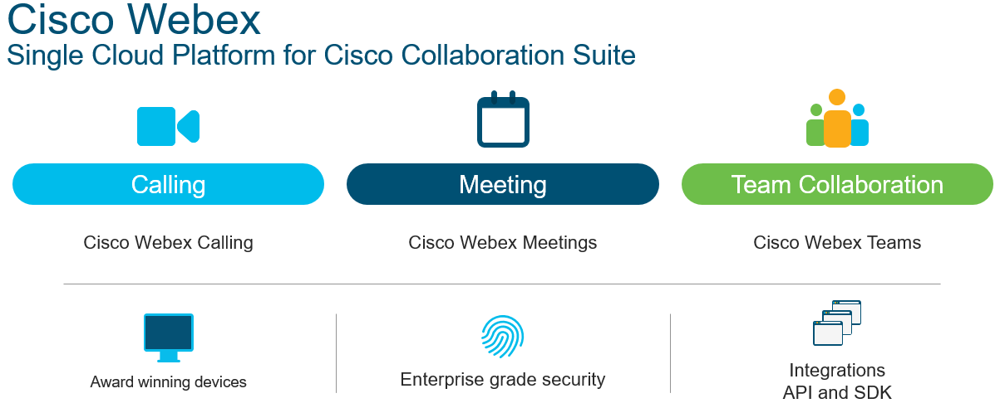 Cisco Webex
Single Cloud Platform for Cisco Collaboration Suite
Calling
Meeting
Team Collaboration
Cisco Webex Calling
Cisco Webex Meetings
Cisco Webex Teams
Award winning devices
Enterprise grade security
Integrations
API and SDK